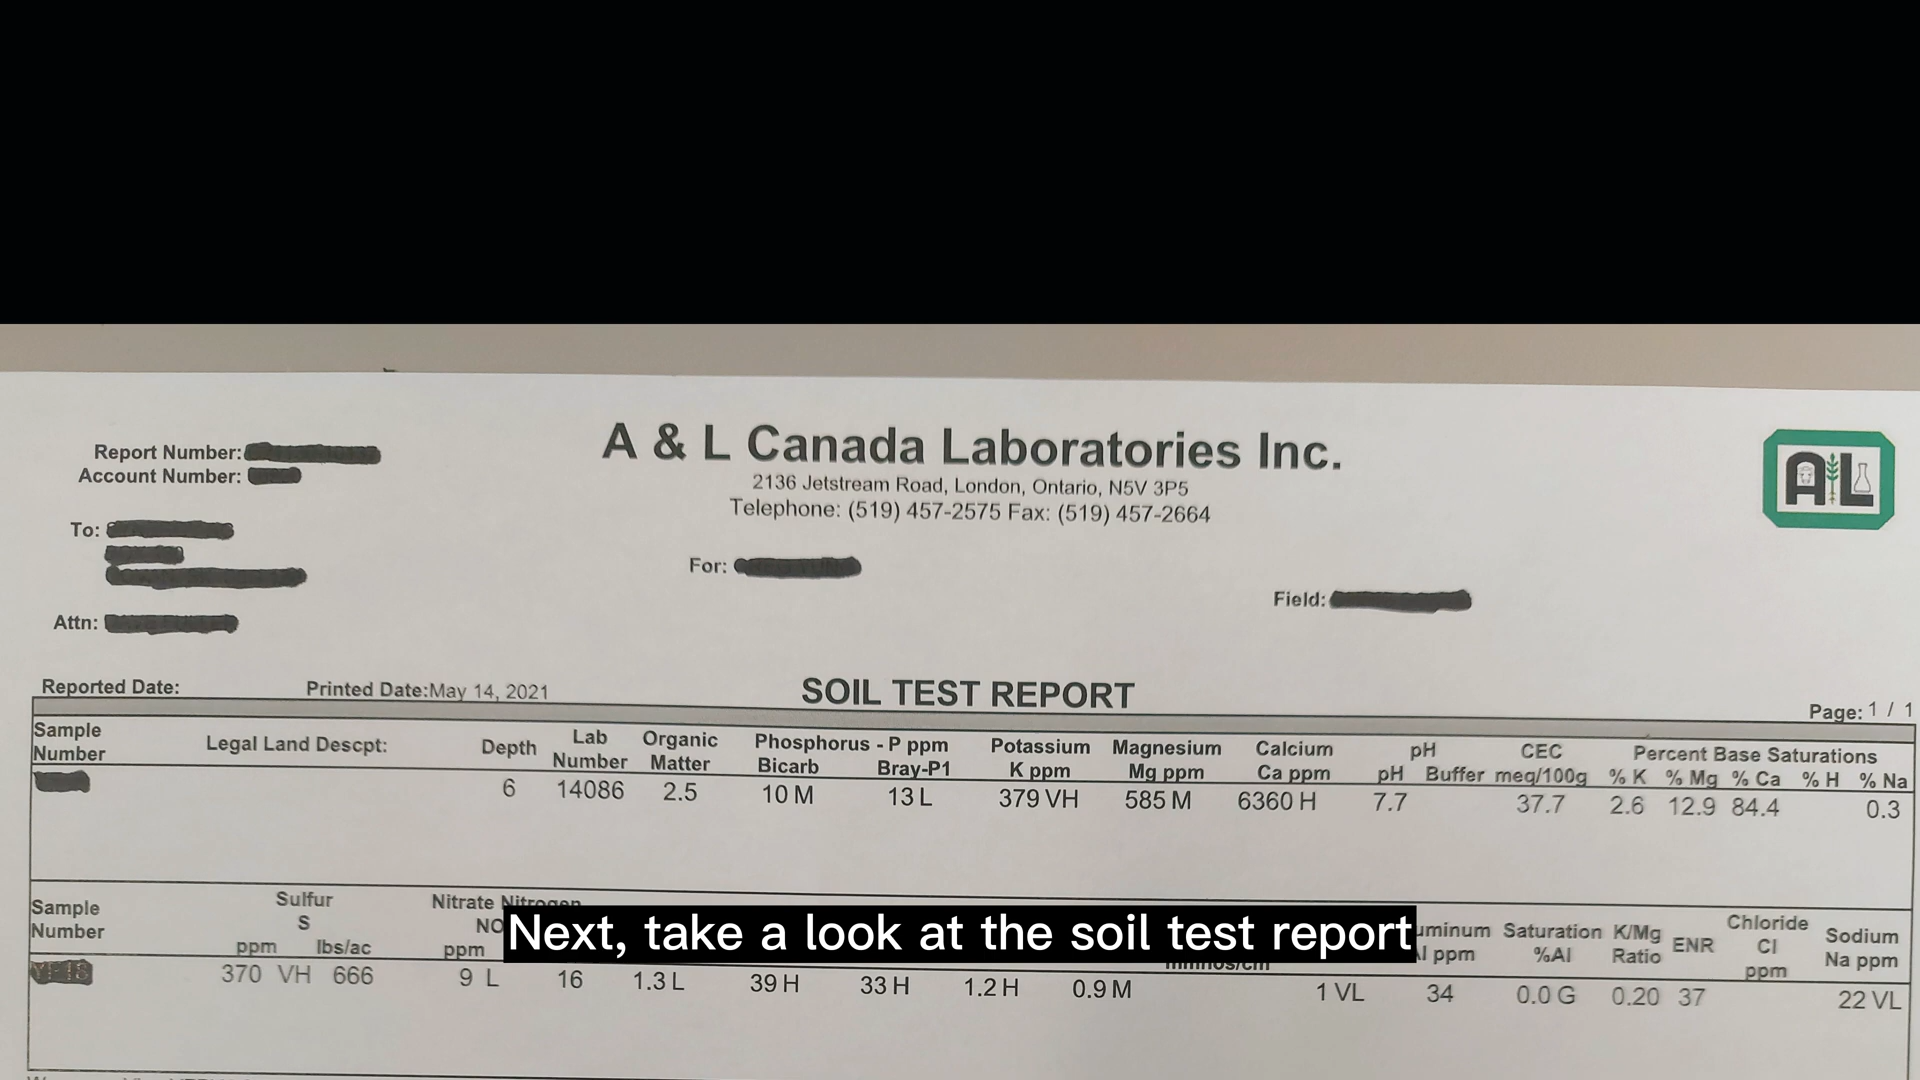 A & L Canada Laboratories Inc.
2136 Jetstream Road, London, Ontario, N5V 3P5
Telephone: (519) 457-2575 Fax: (519) 457-2664
A L
Report Number:
Account Number:
To:
For:
Field:
Attn:
Reported Date: Printed Date:May 14, 2021 SOIL TEST REPORT Page: 1 / 1
Sample Number Legal Land Descpt: Depth Lab Number Organic Matter Phosphorus - P ppm Bicarb Bray-P1 Potassium K ppm Magnesium Mg ppm Calcium Ca ppm pH pH Buffer CEC meq/100g Percent Base Saturations % K % Mg % Ca % H % Na
6 14086 2.5 10 M 13 L 379 VH 585 M 6360 H 7.7 37.7 2.6 12.9 84.4 0.3
Sample Number Sulfur S ppm lbs/ac Nitrate Nitrogen NO ppm mmhos/cm uminum Al ppm Saturation %Al K/Mg Ratio ENR Chloride Cl ppm Sodium Na ppm
370 VH 666 9 L 16 1.3 L 39 H 33 H 1.2 H 0.9 M 1 VL 34 0.0 G 0.20 37 22 VL
Next, take a look at the soil test report